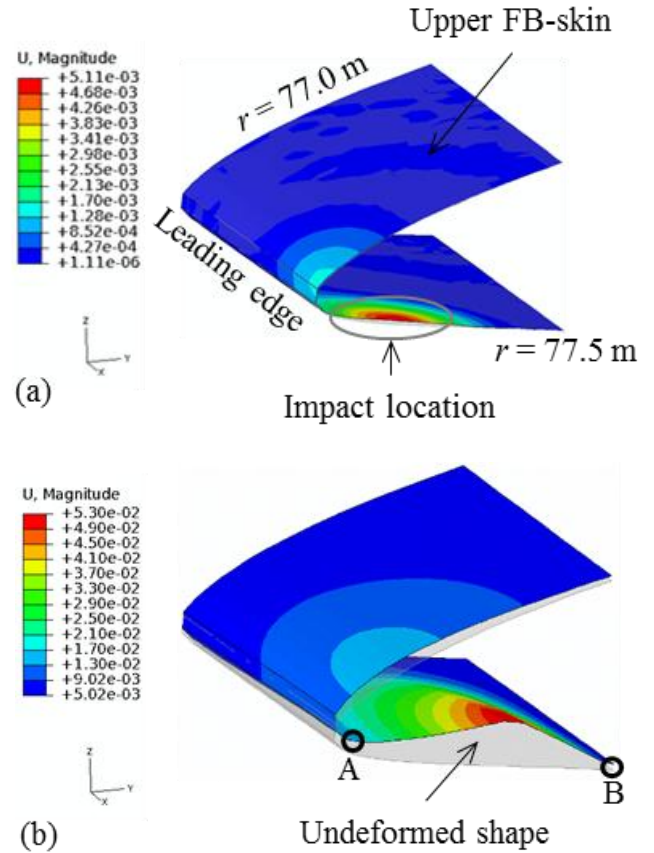 Upper FB-skin
U, Magnitude
+5.11e-03
+4.68e-03
+4.26e-03
+3.83e-03
+3.41e-03
+2.98e-03
+2.55e-03
+2.13e-03
+1.70e-03
+1.28e-03
+8.52e-04
+4.27e-04
+1.11e-06
r = 77.0 m
Leading edge
r = 77.5 m
Z
Y
X
(a)
Impact location
U, Magnitude
+5.30e-02
+4.90e-02
+4.50e-02
+4.10e-02
+3.70e-02
+3.30e-02
+2.90e-02
+2.50e-02
+2.10e-02
+1.70e-02
+1.30e-02
+9.02e-03
+5.02e-03
A
B
Z
Y
X
(b)
Undeformed shape